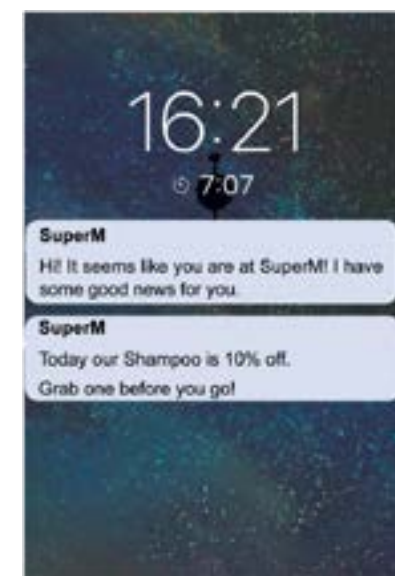 16:21
7:07
SuperM
Hi! It seems like you are at SuperM! I have
some good news for you.
SuperM
Today our Shampoo is 10% off.
Grab one before you go!